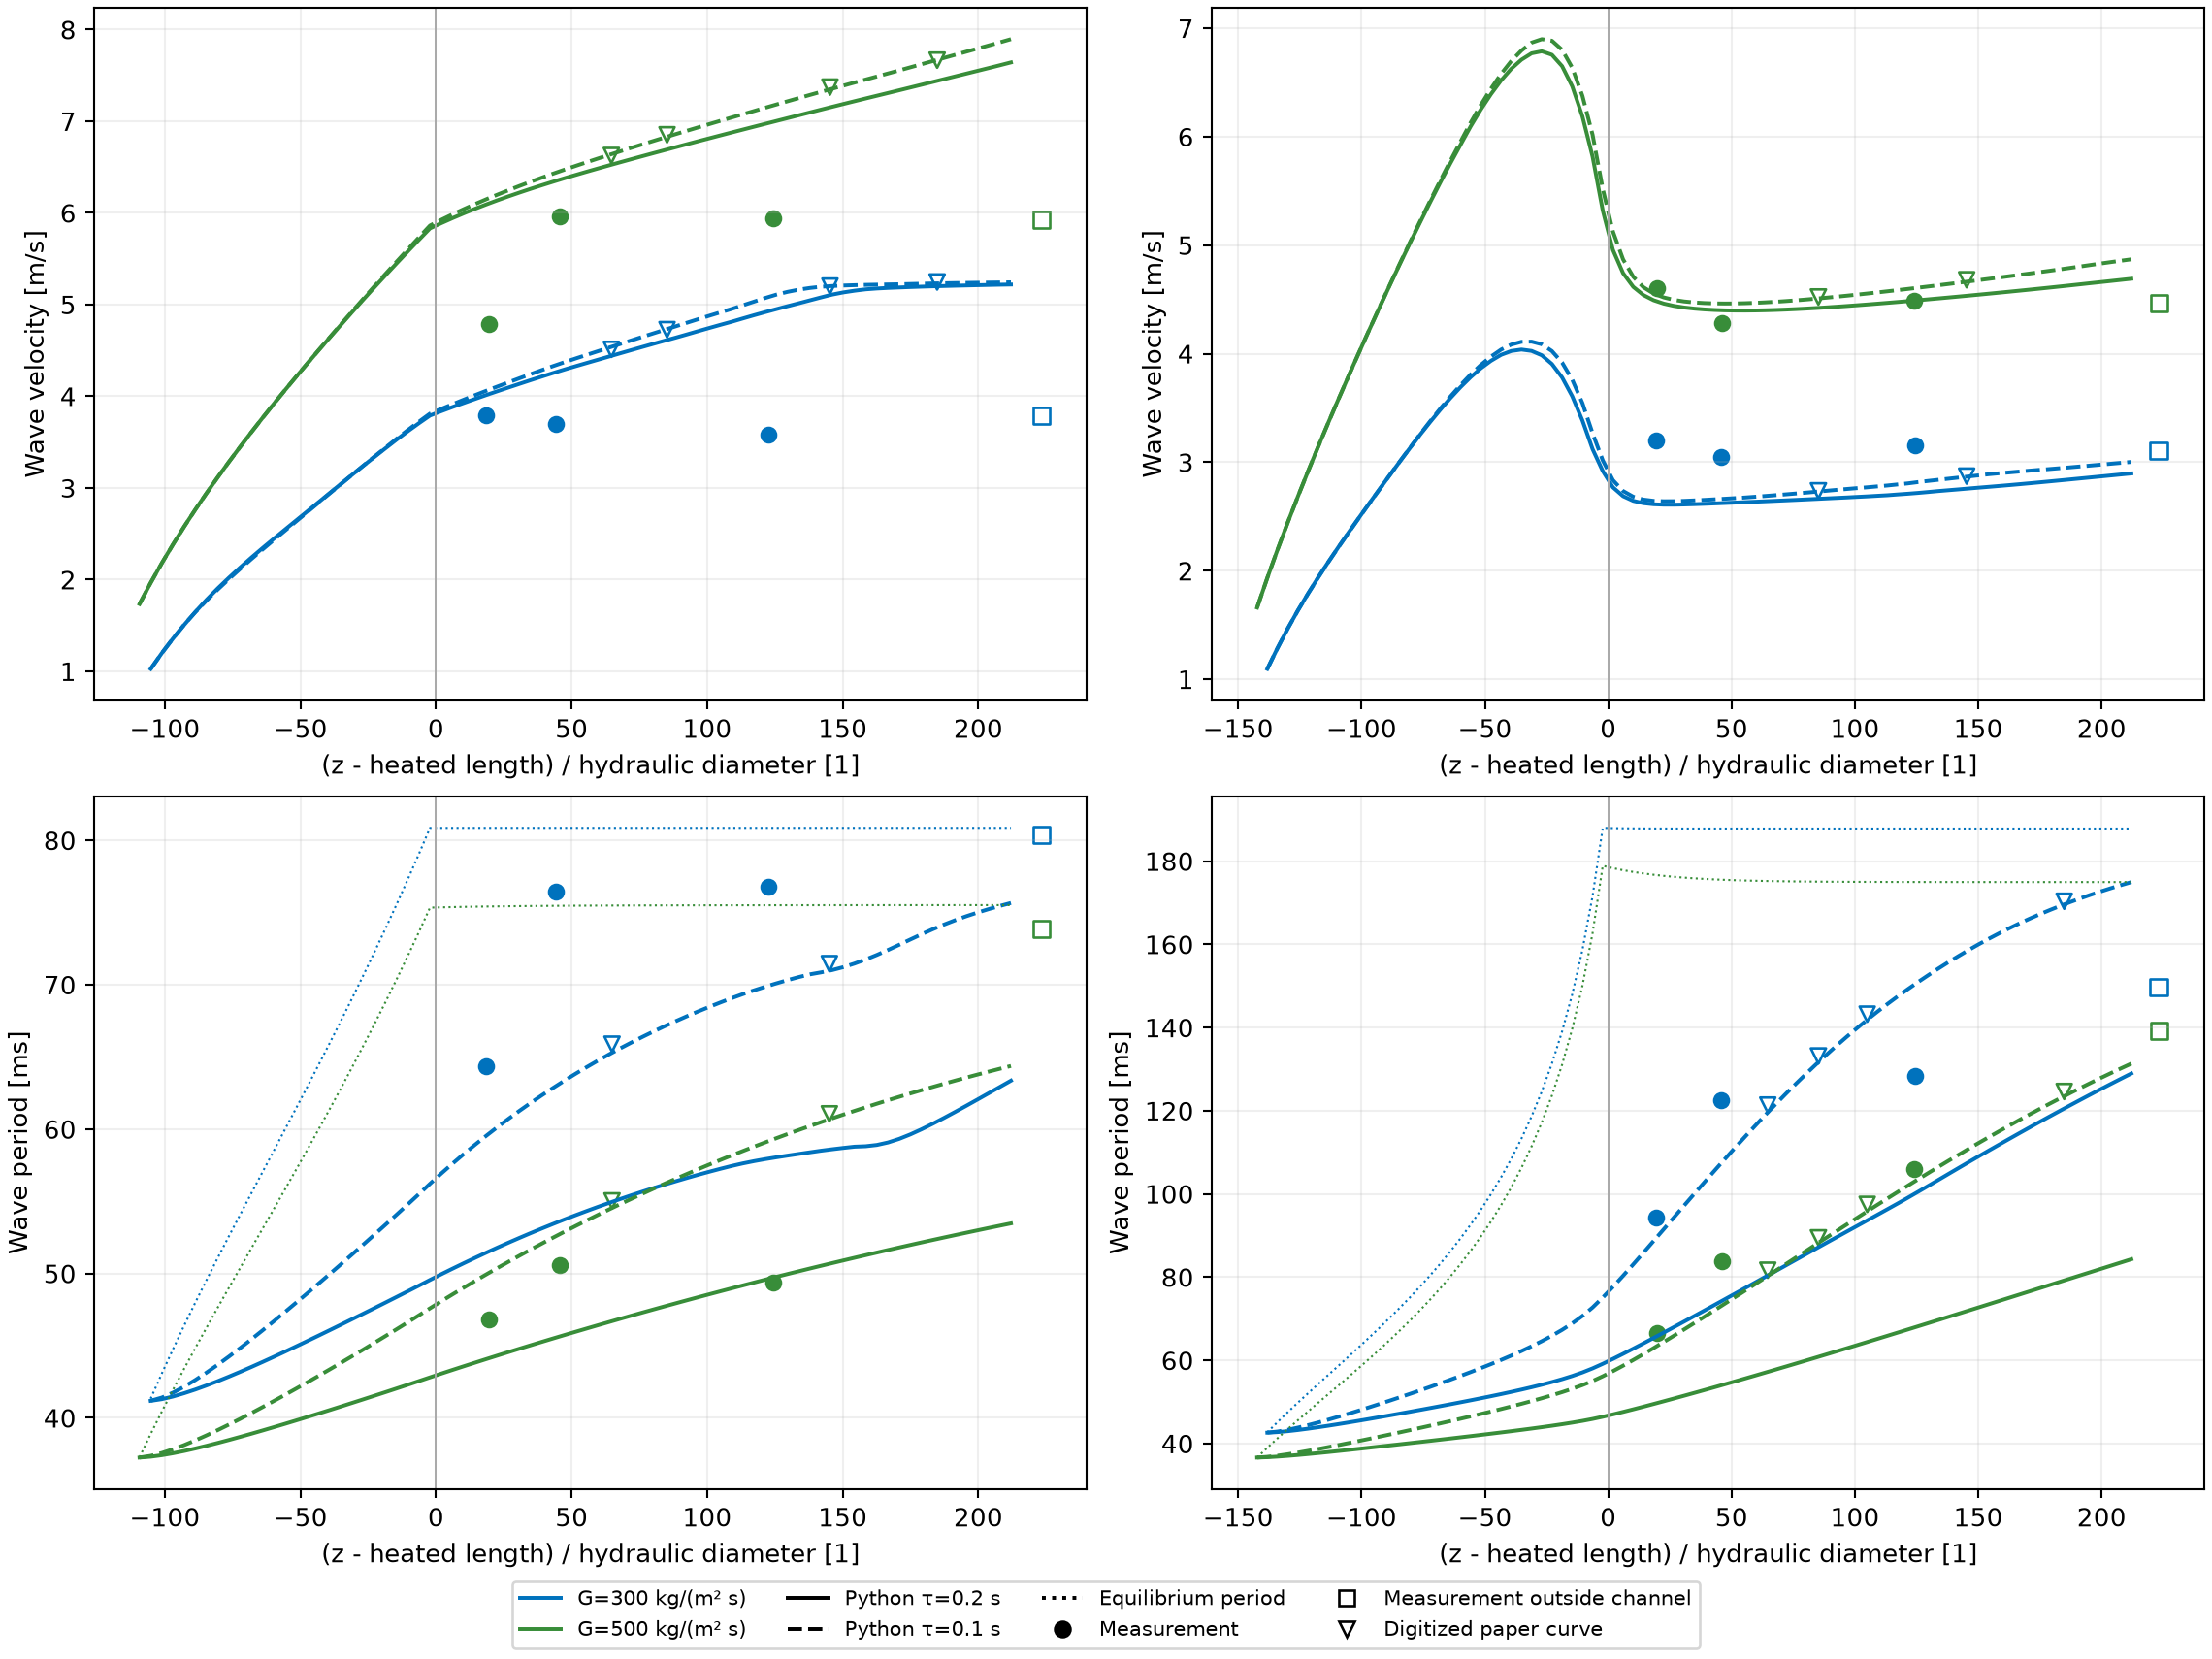 8
7
6
5
4
3
2
1
Wave velocity [m/s]
−100 −50 0 50 100 150 200
(z - heated length) / hydraulic diameter [1]
7
6
5
4
3
2
1
Wave velocity [m/s]
−150 −100 −50 0 50 100 150 200
(z - heated length) / hydraulic diameter [1]
80
70
60
50
40
Wave period [ms]
−100 −50 0 50 100 150 200
(z - heated length) / hydraulic diameter [1]
180
160
140
120
100
80
60
40
Wave period [ms]
−150 −100 −50 0 50 100 150 200
(z - heated length) / hydraulic diameter [1]
G=300 kg/(m² s) Python τ=0.2 s Equilibrium period Measurement outside channel
G=500 kg/(m² s) Python τ=0.1 s Measurement Digitized paper curve